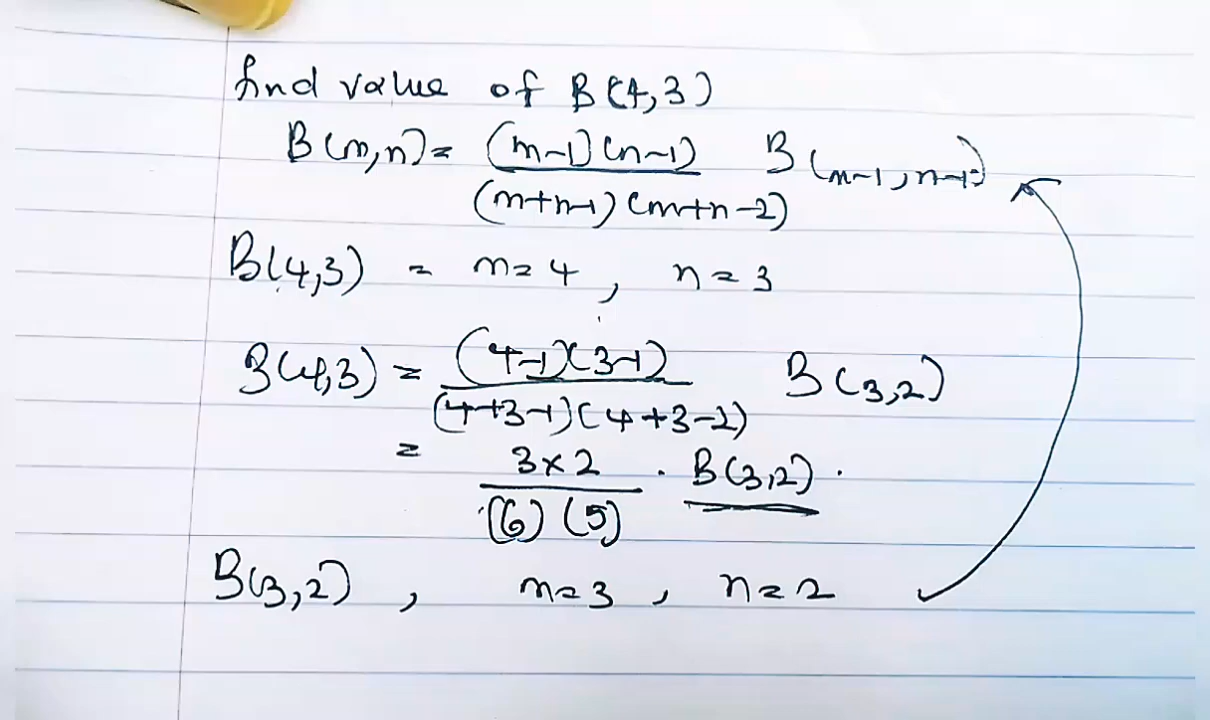 find value of B(4,3)
B(m,n) = (m-1)(n-1) / (m+n-1)(m+n-2) B(m-1, n-1)
B(4,3) = m=4, n=3
B(4,3) = (4-1)(3-1) / (4+3-1)(4+3-2) B(3,2)
= 3×2 / (6)(5) . B(3,2) .
B(3,2), m=3, n=2